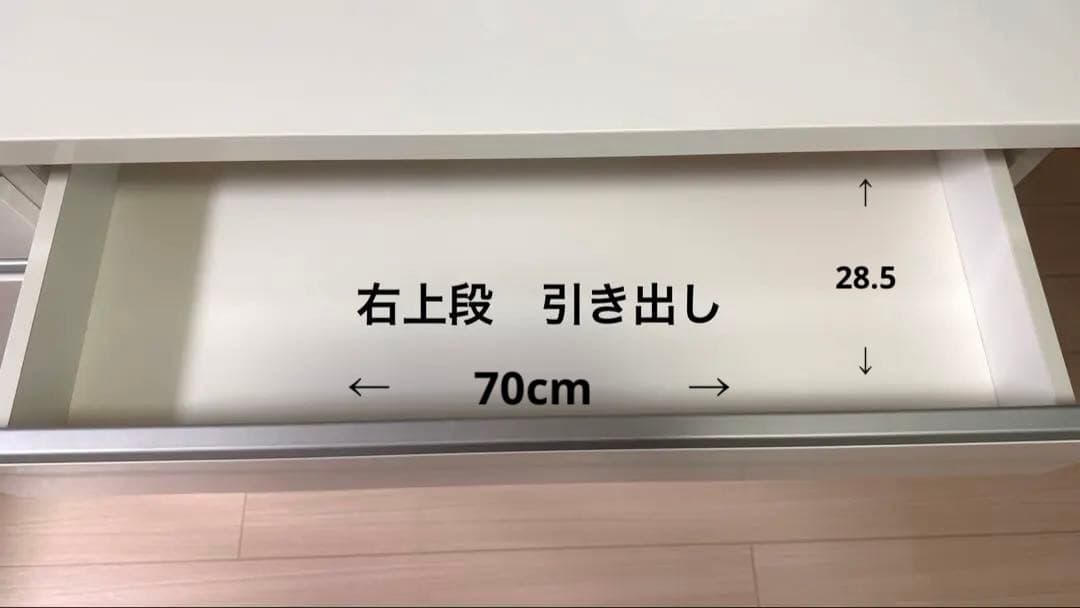 ↑
28.5
右上段　引き出し
↓
←　70cm　→